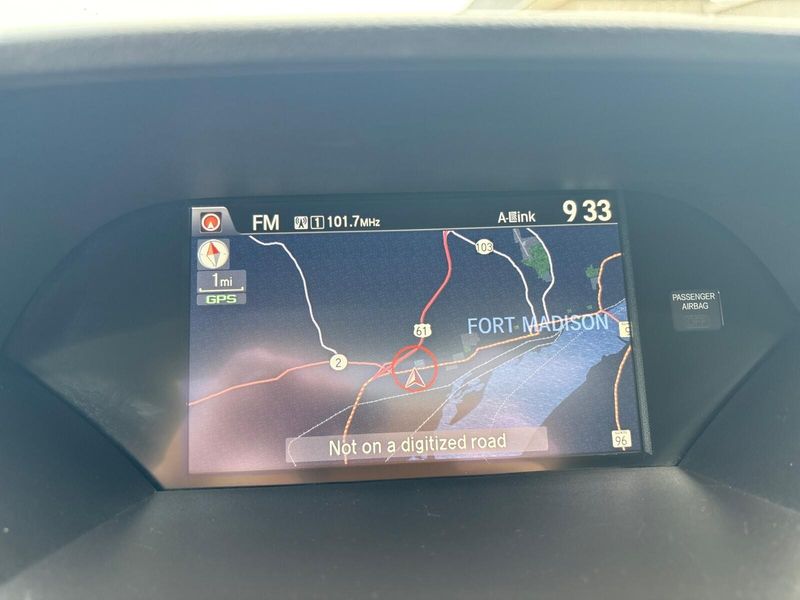 FM 1 101.7MHz A-Link 9 33
1mi
GPS
103
61
FORT MADISON
2
9
96
Not on a digitized road
PASSENGER
AIRBAG